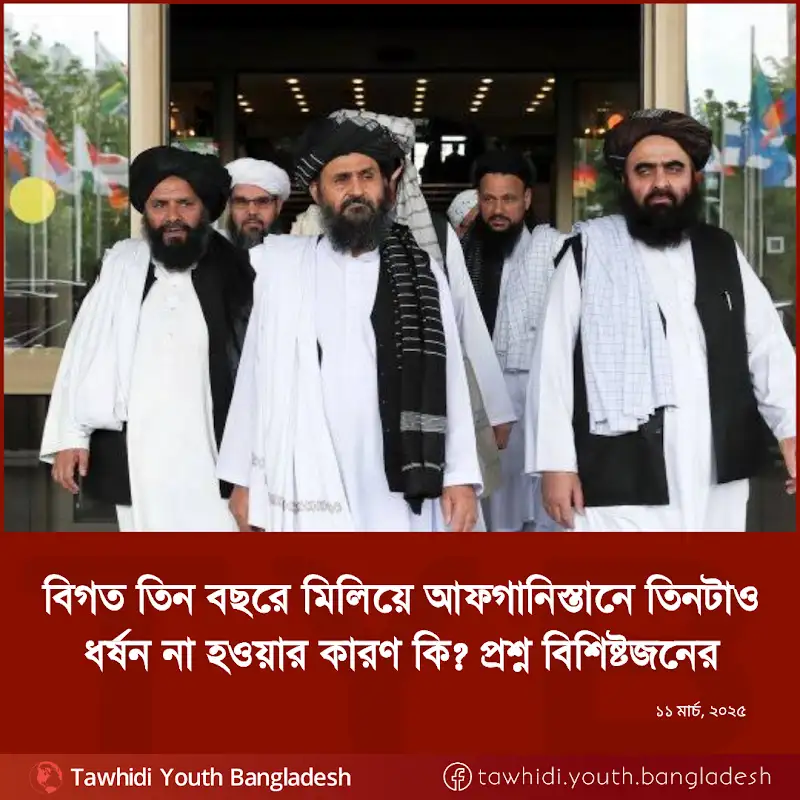 বিগত তিন বছরে মিলিয়ে আফগানিস্তানে তিনটাও
ধর্ষন না হওয়ার কারণ কি? প্রশ্ন বিশিষ্টজনের
১১ মার্চ, ২০২৫
Tawhidi Youth Bangladesh
tawhidi.youth.bangladesh